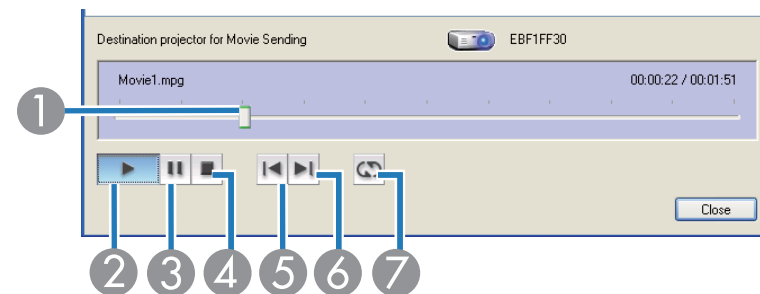 Destination projector for Movie Sending EBF1FF30
Movie1.mpg 00:00:22 / 00:01:51
1
2 3 4 5 6 7
Close